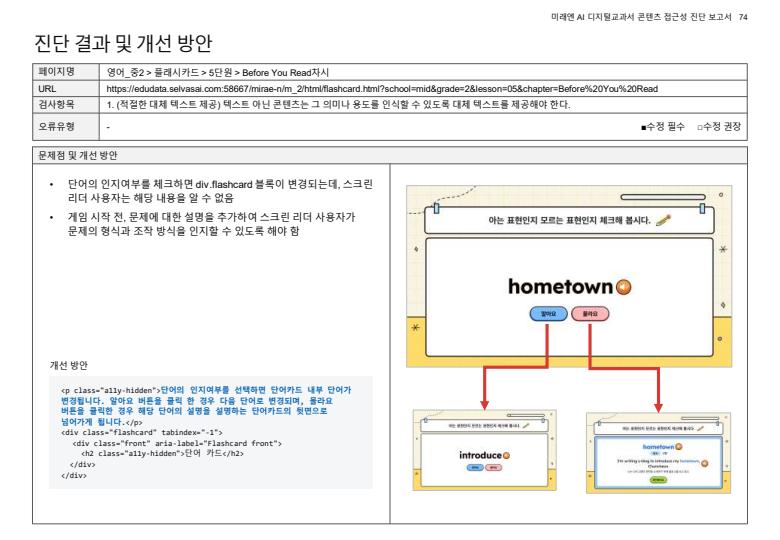 미래엔 AI 디지털교과서 콘텐츠 접근성 진단 보고서 74
진단 결과 및 개선 방안
페이지명 영어_중2 > 플래시카드 > 5단원 > Before You Read차시
URL https://edudata.selvasai.com:58667/mirae-n/m_2/html/flashcard.html?school=mid&grade=2&lesson=05&chapter=Before%20You%20Read
검사항목 1. (적절한 대체 텍스트 제공) 텍스트 아닌 콘텐츠는 그 의미나 용도를 인식할 수 있도록 대체 텍스트를 제공해야 한다.
오류유형 - ■수정 필수 □수정 권장
문제점 및 개선 방안
• 단어의 인지여부를 체크하면 div.flashcard 블록이 변경되는데, 스크린
리더 사용자는 해당 내용을 알 수 없음
• 게임 시작 전, 문제에 대한 설명을 추가하여 스크린 리더 사용자가
문제의 형식과 조작 방식을 인지할 수 있도록 해야 함
개선 방안
<p class="a11y-hidden">단어의 인지여부를 선택하면 단어카드 내부 단어가
변경됩니다. 알아요 버튼을 클릭 한 경우 다음 단어로 변경되며, 몰라요
버튼을 클릭한 경우 해당 단어의 설명을 설명하는 단어카드의 뒷면으로
넘어가게 됩니다.</p>
<div class="flashcard" tabindex="-1">
<div class="front" aria-label="Flashcard front">
<h2 class="a11y-hidden">단어 카드</h2>
</div>
</div>
아는 표현인지 모르는 표현인지 체크해 봅시다.
hometown
알아요 몰라요
아는 표현인지 모르는 표현인지 체크해 봅시다.
introduce
알아요 몰라요
아는 표현인지 모르는 표현인지 체크해 봅시다.
hometown
I'm writing a blog to introduce my hometown,
Chuncheon